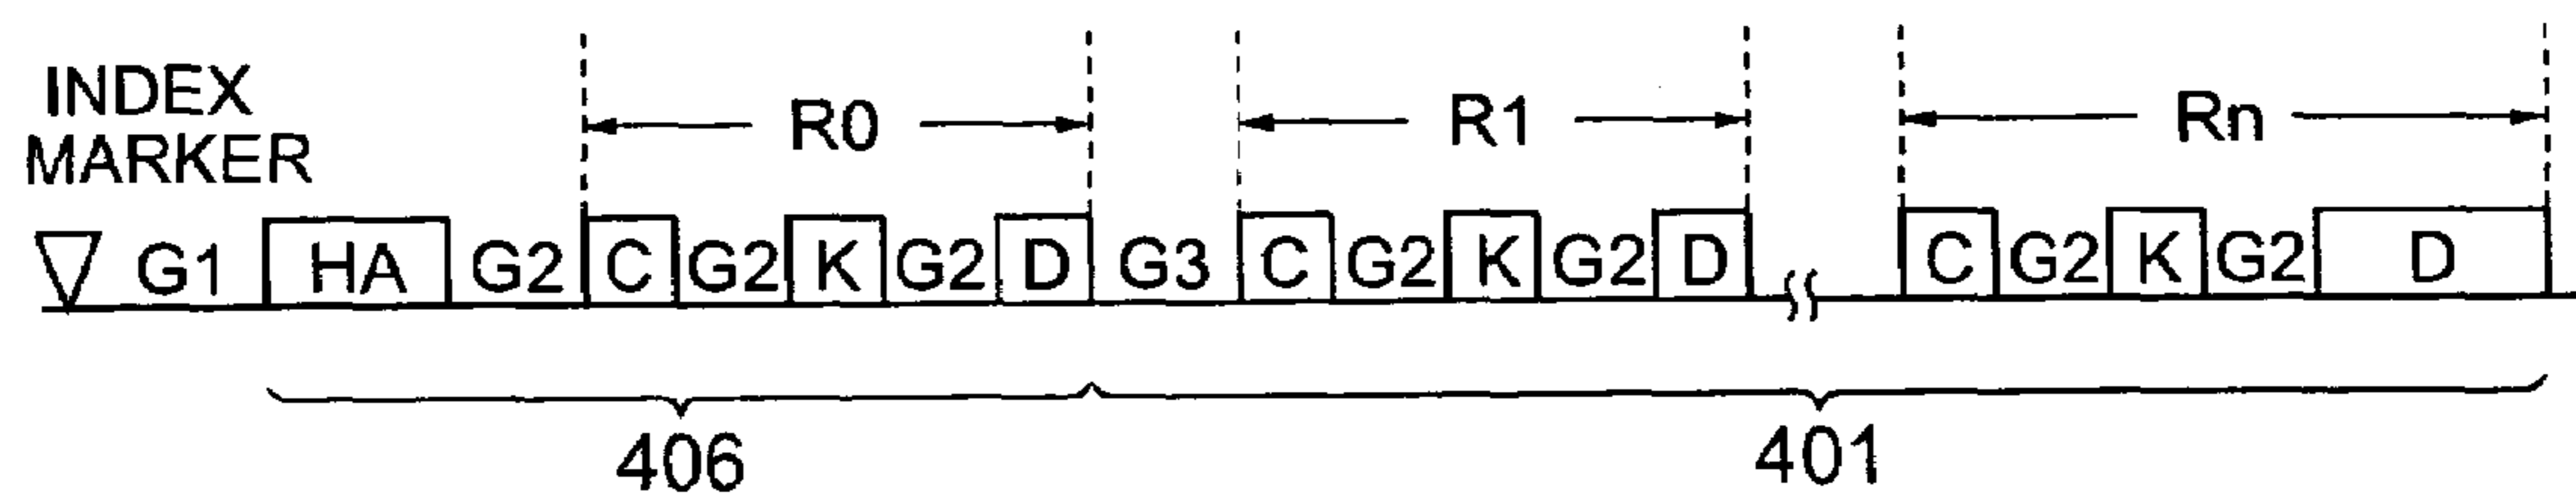 INDEX
MARKER
R0
R1
Rn
G1 HA G2 C G2 K G2 D G3 C G2 K G2 D C G2 K G2 D
406
401